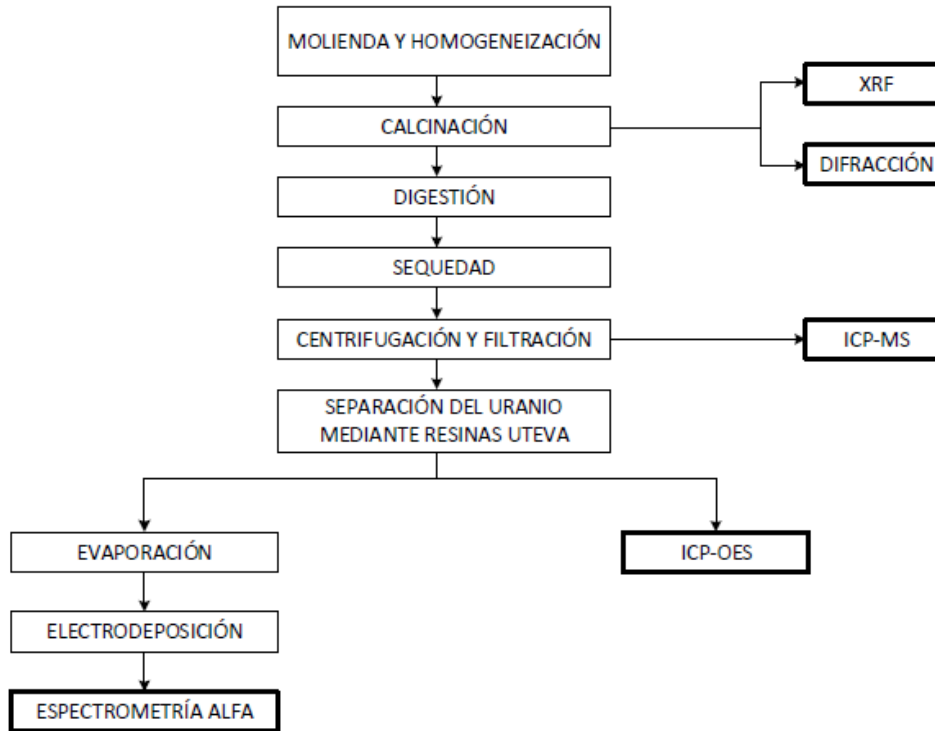 MOLIENDA Y HOMOGENEIZACIÓN
XRF
CALCINACIÓN
DIFRACCIÓN
DIGESTIÓN
SEQUEDAD
CENTRIFUGACIÓN Y FILTRACIÓN
ICP-MS
SEPARACIÓN DEL URANIO
MEDIANTE RESINAS UTEVA
EVAPORACIÓN
ICP-OES
ELECTRODEPOSICIÓN
ESPECTROMETRÍA ALFA